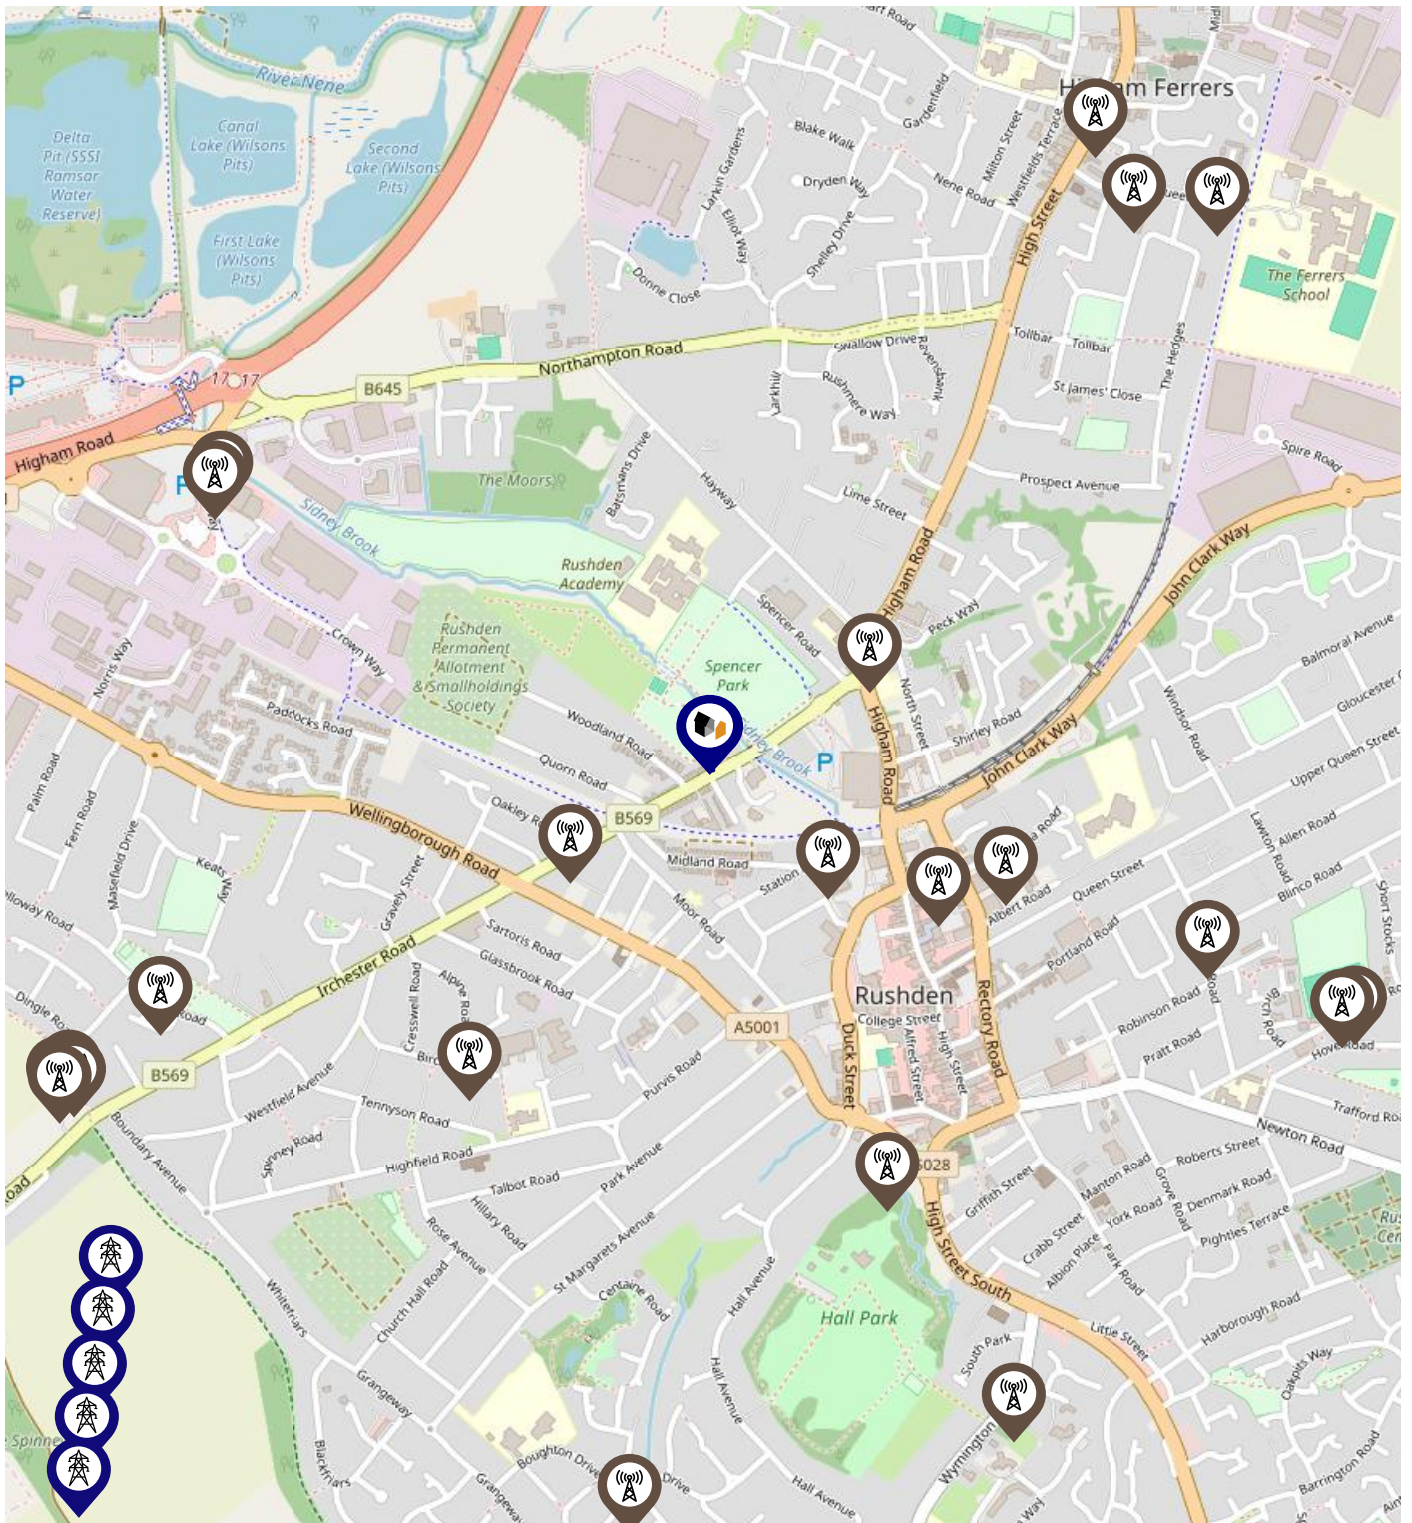 River Nene
Canal
Lake (Wilsons
Pits)
Delta
Pit (SSSI
Ramsar
Water
Reserve)
Second
Lake (Wilsons
Pits)
First Lake
(Wilsons
Pits)
Larkin Gardens
Elliot Way
Blake Walk
Dryden Way
Shelley Drive
Donne Close
Gardenfield
Milton Street
Westfields Terrace
Nene Road
Ferrers
High Street
The Ferrers
School
Tollbar
Tollbar
The Hedges
St James' Close
Swallow Drive
Ravensbank
Rushmere Way
Larkhill
Northampton Road
B645
17
17
P
Higham Road
P
The Moors
Batsmans Drive
Hayway
Lime Street
Prospect Avenue
Spire Road
John Clark Way
Sidney Brook
Rushden
Academy
Spencer Road
Higham Road
Peck Way
Rushden
Permanent
Allotment
& Smallholdings
Society
Spencer
Park
Crown Way
Norris Way
Paddocks Road
Woodland Road
Quorn Road
Sidney Brook
P
Higham Road
North Street
Shirley Road
John Clark Way
Windsor Road
Balmoral Avenue
Upper Queen Street
Palm Road
Fern Road
Masefield Drive
Wellingborough Road
B569
Midland Road
Station
Moor Road
Keats Way
Gravely Street
Albert Road
Queen Street
Portland Road
Lawton Road
Allen Road
Blinco Road
Short Stocks
Sartoris Road
Glassbrook Road
Irchester Road
Alpine Road
Cresswell Road
Rushden
College Street
Alfred Street
High Street
Duck Street
Rectory Road
A5001
Robinson Road
Pratt Road
Road
B569
Westfield Avenue
Tennyson Road
Boundary Avenue
Spinney Road
Highfield Road
Purvis Road
Park Avenue
Talbot Road
Hillary Road
Rose Avenue
St Margarets Avenue
Church Hall Road
Newton Road
Roberts Street
Griffith Street
Manton Road
Grove Road
Denmark Road
York Road
Pightles Terrace
Crabb Street
Albion Place
Park Road
High Street South
Whitefriars
Centaine Road
Hall Avenue
Hall Park
South Park
Little Street
Harborough Road
Oakpits Way
Grangeway
Hall Avenue
Blackfriars
Boughton Drive
Drive
Grangeway
Hall Avenue
Wymington
Way
Barrington Road